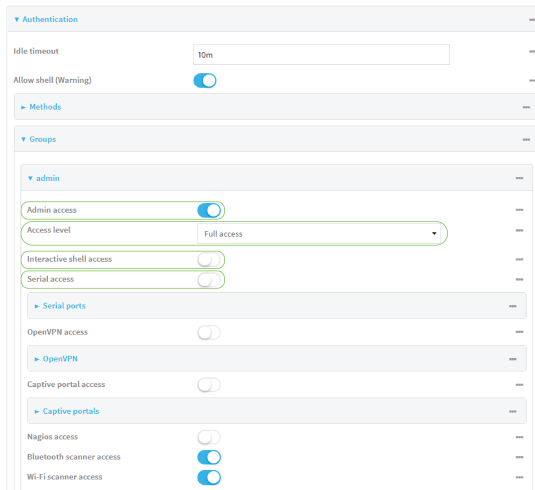 Authentication
Idle timeout
10m
Allow shell (Warning)
Methods
Groups
admin
Admin access
Access level
Full access
Interactive shell access
Serial access
Serial ports
OpenVPN access
OpenVPN
Captive portal access
Captive portals
Nagios access
Bluetooth scanner access
Wi-Fi scanner access